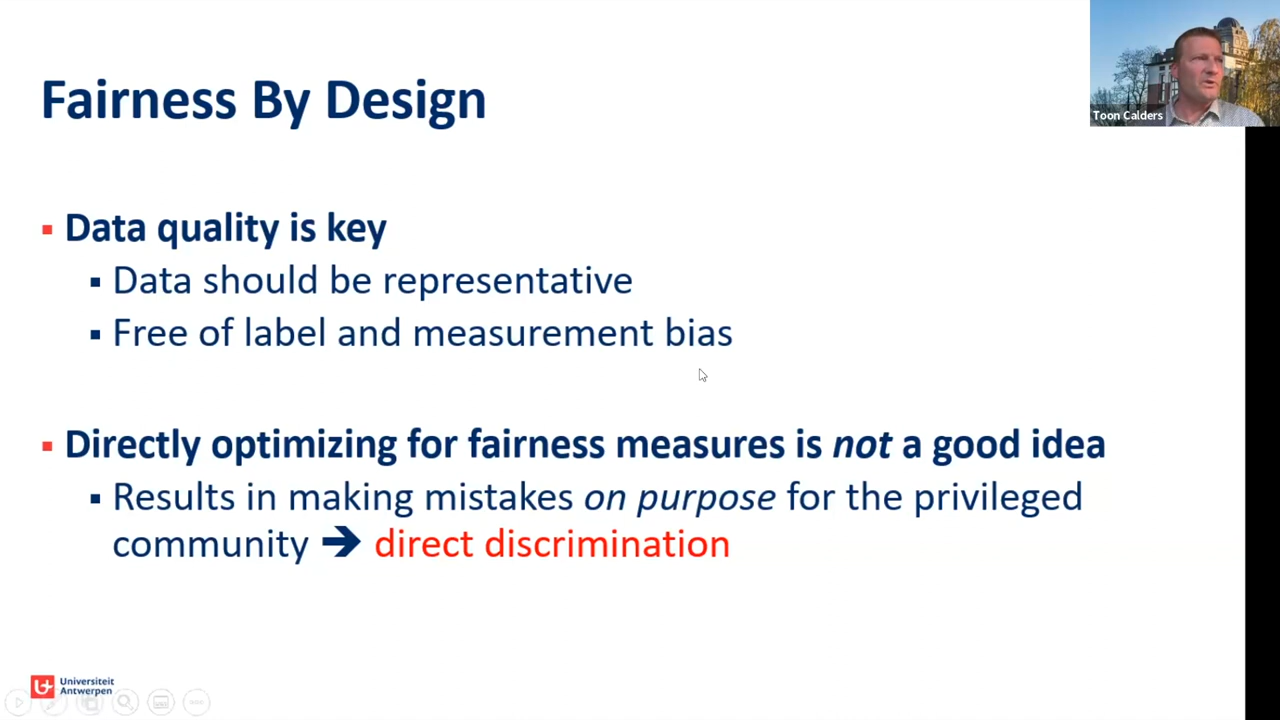 Fairness By Design
Toon Calders
Data quality is key
Data should be representative
Free of label and measurement bias
Directly optimizing for fairness measures is not a good idea
Results in making mistakes on purpose for the privileged
community ➔ direct discrimination
Universiteit
Antwerpen